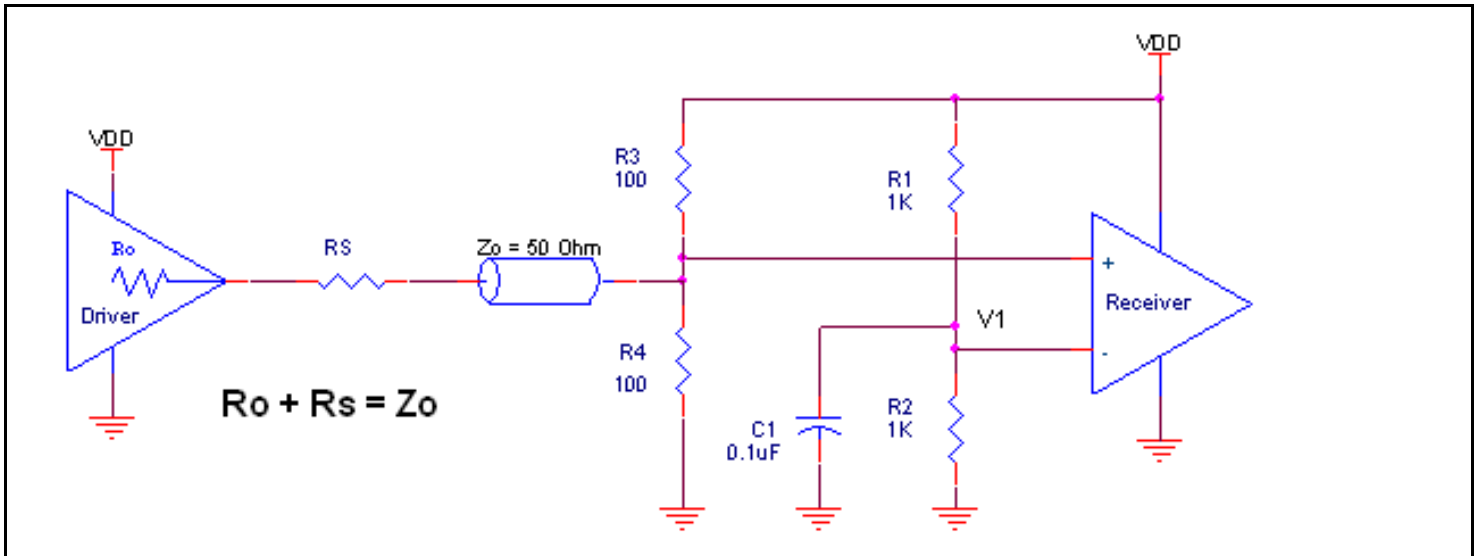 VDD
VDD
R3
100
R1
1K
Ro
RS
Zo = 50 Ohm
+
Receiver
Driver
V1
-
R4
100
Ro + Rs = Zo
C1
0.1uF
R2
1K